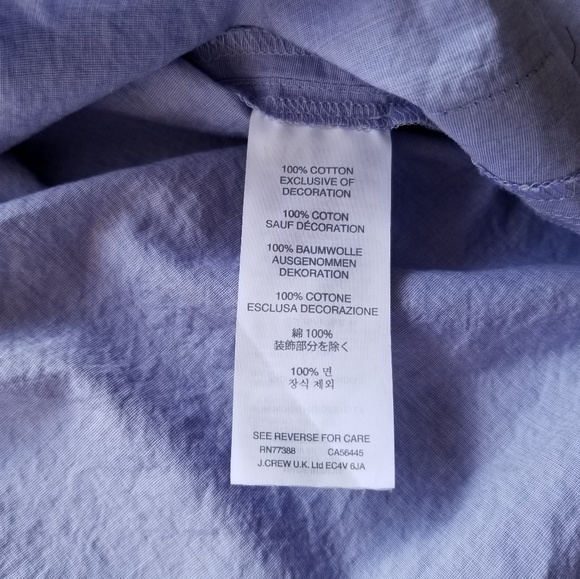 100% COTTON
EXCLUSIVE OF
DECORATION
100% COTON
SAUF DÉCORATION
100% BAUMWOLLE
AUSGENOMMEN
DEKORATION
100% COTONE
ESCLUSA DECORAZIONE
綿 100%
装飾部分を除く
100% 면
장식 제외
SEE REVERSE FOR CARE
RN77388 CA56445
J.CREW U.K. Ltd EC4V 6JA